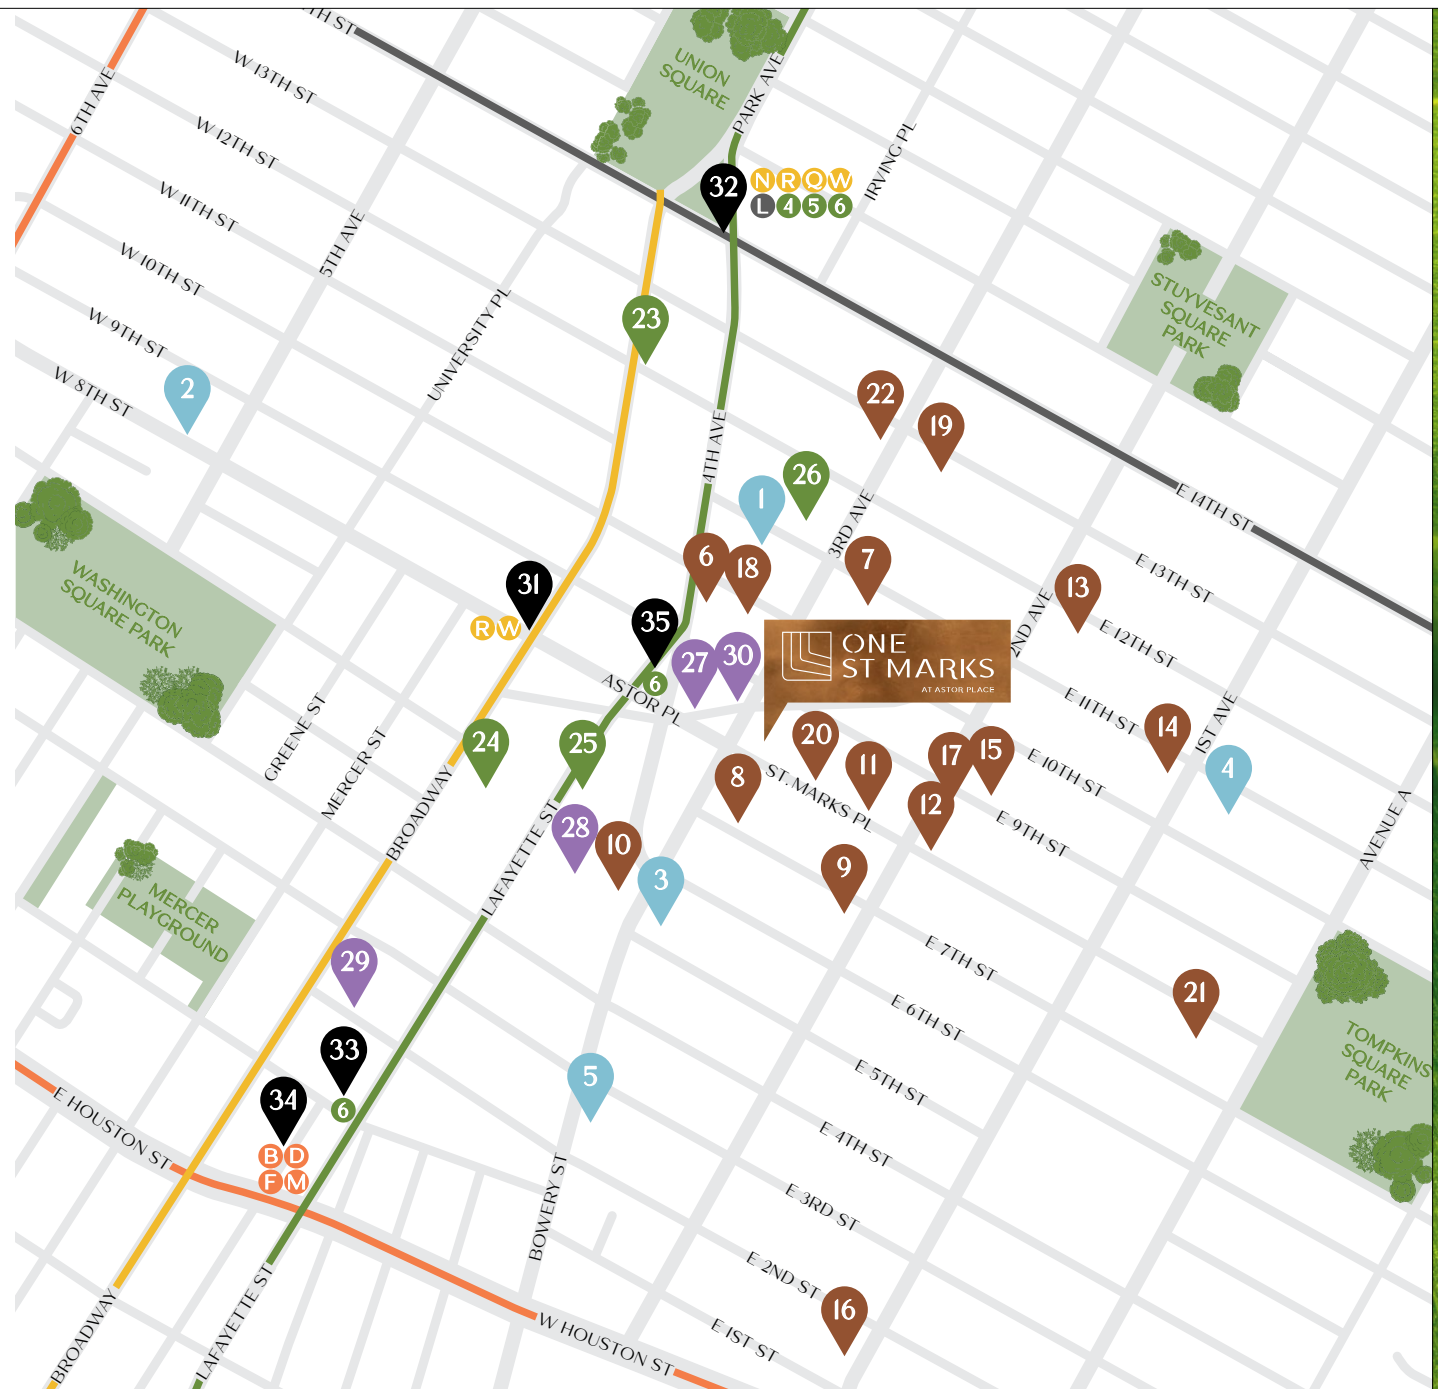 TH ST
W 13TH ST
W 12TH ST
W 11TH ST
W 10TH ST
W 9TH ST
W 8TH ST
6TH AVE
5TH AVE
UNIVERSITY PL
UNION
SQUARE
PARK AVE
IRVING PL
32
N R Q W
L 4 5 6
STUYVESANT
SQUARE
PARK
23
2
22
19
4TH AVE
26
1
3RD AVE
E 14TH ST
6
18
7
E 13TH ST
13
2ND AVE
E 12TH ST
31
R W
35
6
27
30
ONE
ST MARKS
AT ASTOR PLACE
WASHINGTON
SQUARE PARK
ASTOR PL
E 11TH ST
14
1ST AVE
4
GREENE ST
MERCER ST
24
25
20
11
17
15
E 10TH ST
8
ST. MARKS PL
12
E 9TH ST
AVENUE A
BROADWAY
LAFAYETTE ST
28
10
3
9
MERCER
PLAYGROUND
29
E 7TH ST
21
E 6TH ST
33
6
34
B D
F M
5
E 5TH ST
TOMPKINS
SQUARE
PARK
E HOUSTON ST
E 4TH ST
BOWERY ST
E 3RD ST
E 2ND ST
16
E 1ST ST
W HOUSTON ST
BROADWAY
LAFAYETTE ST